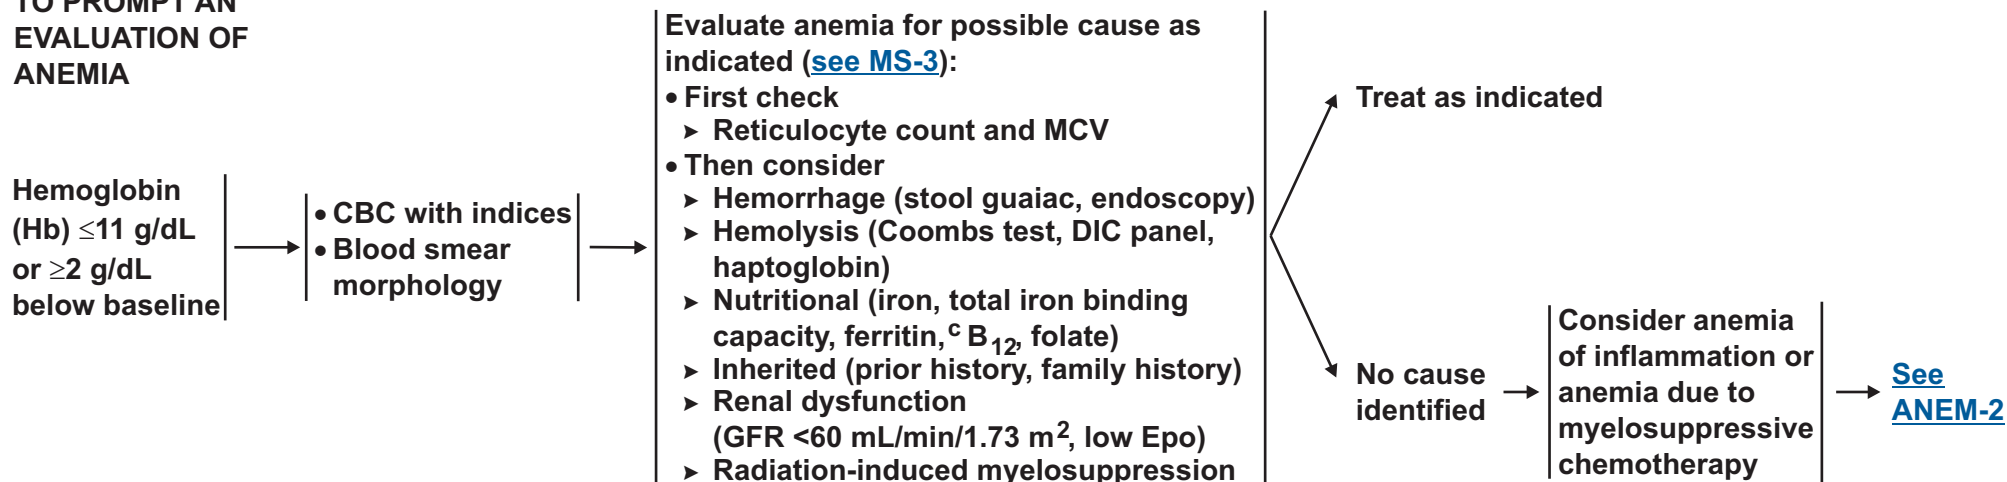 TO PROMPT AN
EVALUATION OF
ANEMIA
Hemoglobin
(Hb) ≤11 g/dL
or ≥2 g/dL
below baseline
• CBC with indices
• Blood smear
morphology
Evaluate anemia for possible cause as
indicated (see MS-3):
• First check
➤ Reticulocyte count and MCV
• Then consider
➤ Hemorrhage (stool guaiac, endoscopy)
➤ Hemolysis (Coombs test, DIC panel,
haptoglobin)
➤ Nutritional (iron, total iron binding
capacity, ferritin,ᶜ B₁₂, folate)
➤ Inherited (prior history, family history)
➤ Renal dysfunction
(GFR <60 mL/min/1.73 m², low Epo)
➤ Radiation-induced myelosuppression
Treat as indicated
No cause
identified
Consider anemia
of inflammation or
anemia due to
myelosuppressive
chemotherapy
See
ANEM-2